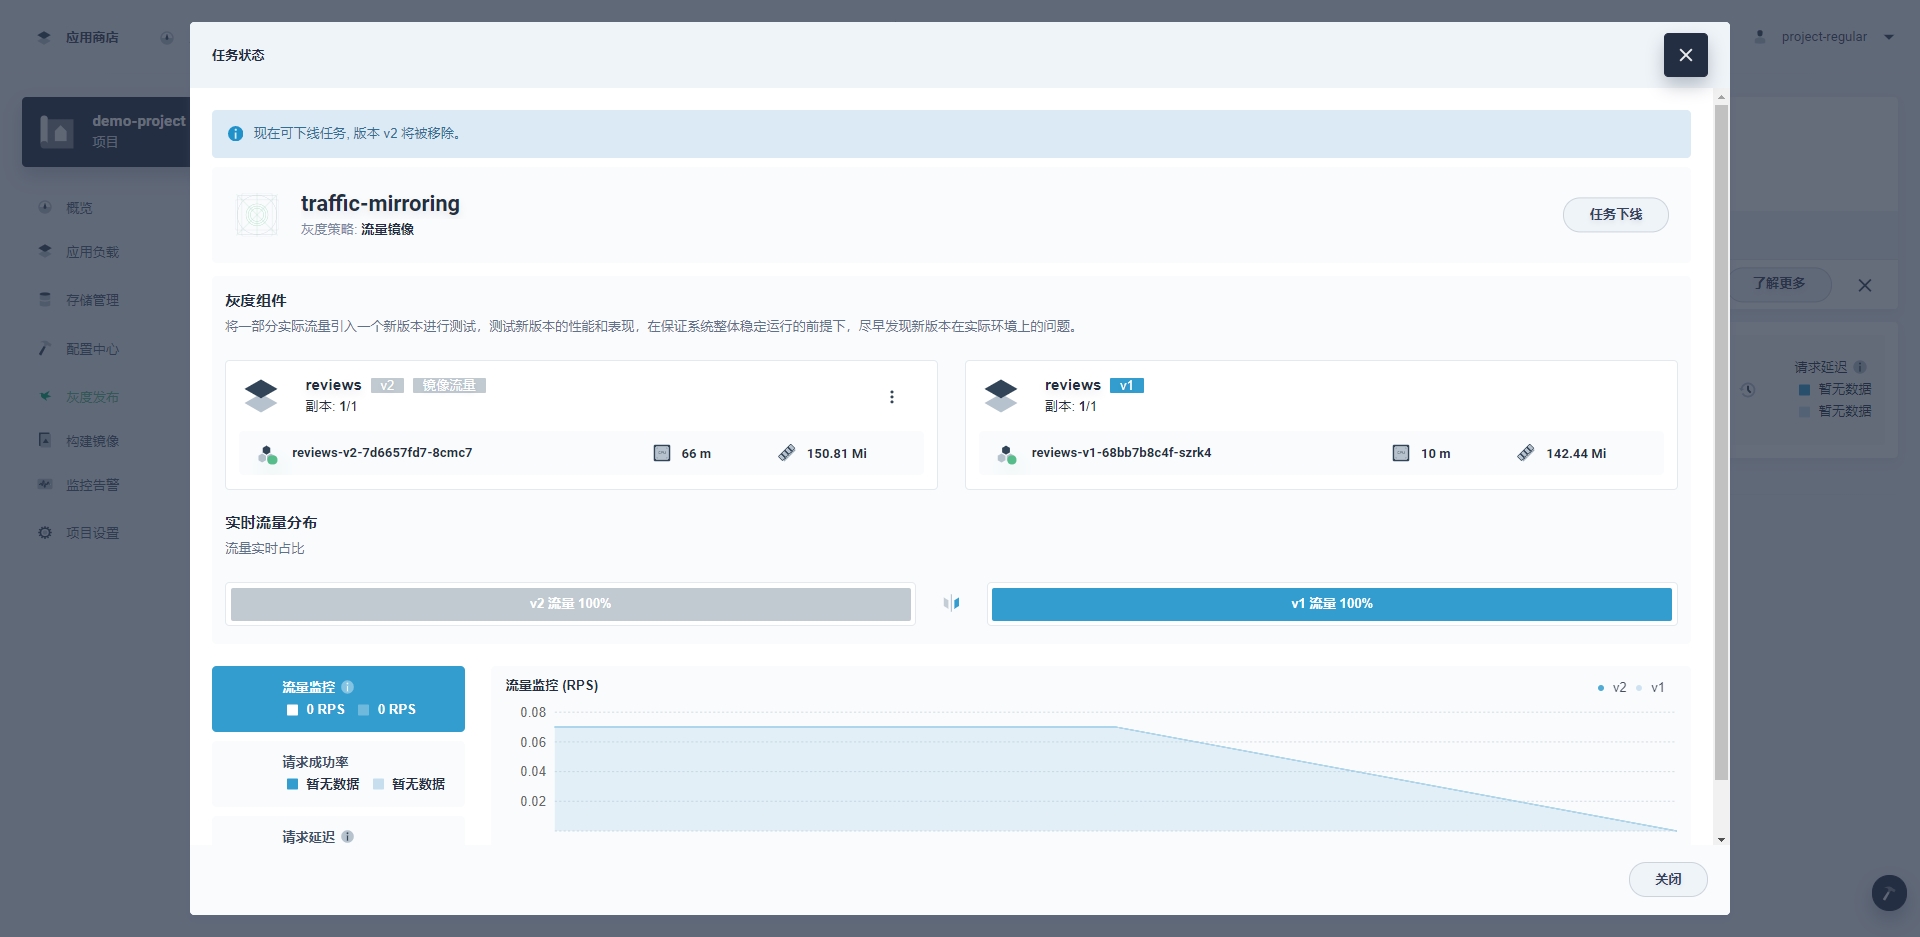 应用商店
project-regular
任务状态
demo-project
项目
现在可下线任务, 版本 v2 将被移除。
traffic-mirroring
灰度策略: 流量镜像
任务下线
概览
应用负载
存储管理
配置中心
灰度发布
构建镜像
监控告警
项目设置
了解更多
灰度组件
将一部分实际流量引入一个新版本进行测试，测试新版本的性能和表现，在保证系统整体稳定运行的前提下，尽早发现新版本在实际环境上的问题。
reviews v2 镜像流量
副本: 1/1
reviews-v2-7d6657fd7-8cmc7 66 m 150.81 Mi
reviews v1
副本: 1/1
reviews-v1-68bb7b8c4f-szrk4 10 m 142.44 Mi
请求延迟
暂无数据
暂无数据
实时流量分布
流量实时占比
v2 流量 100%
v1 流量 100%
流量监控
0 RPS 0 RPS
请求成功率
暂无数据 暂无数据
请求延迟
流量监控 (RPS)
v2 v1
0.08
0.06
0.04
0.02
关闭